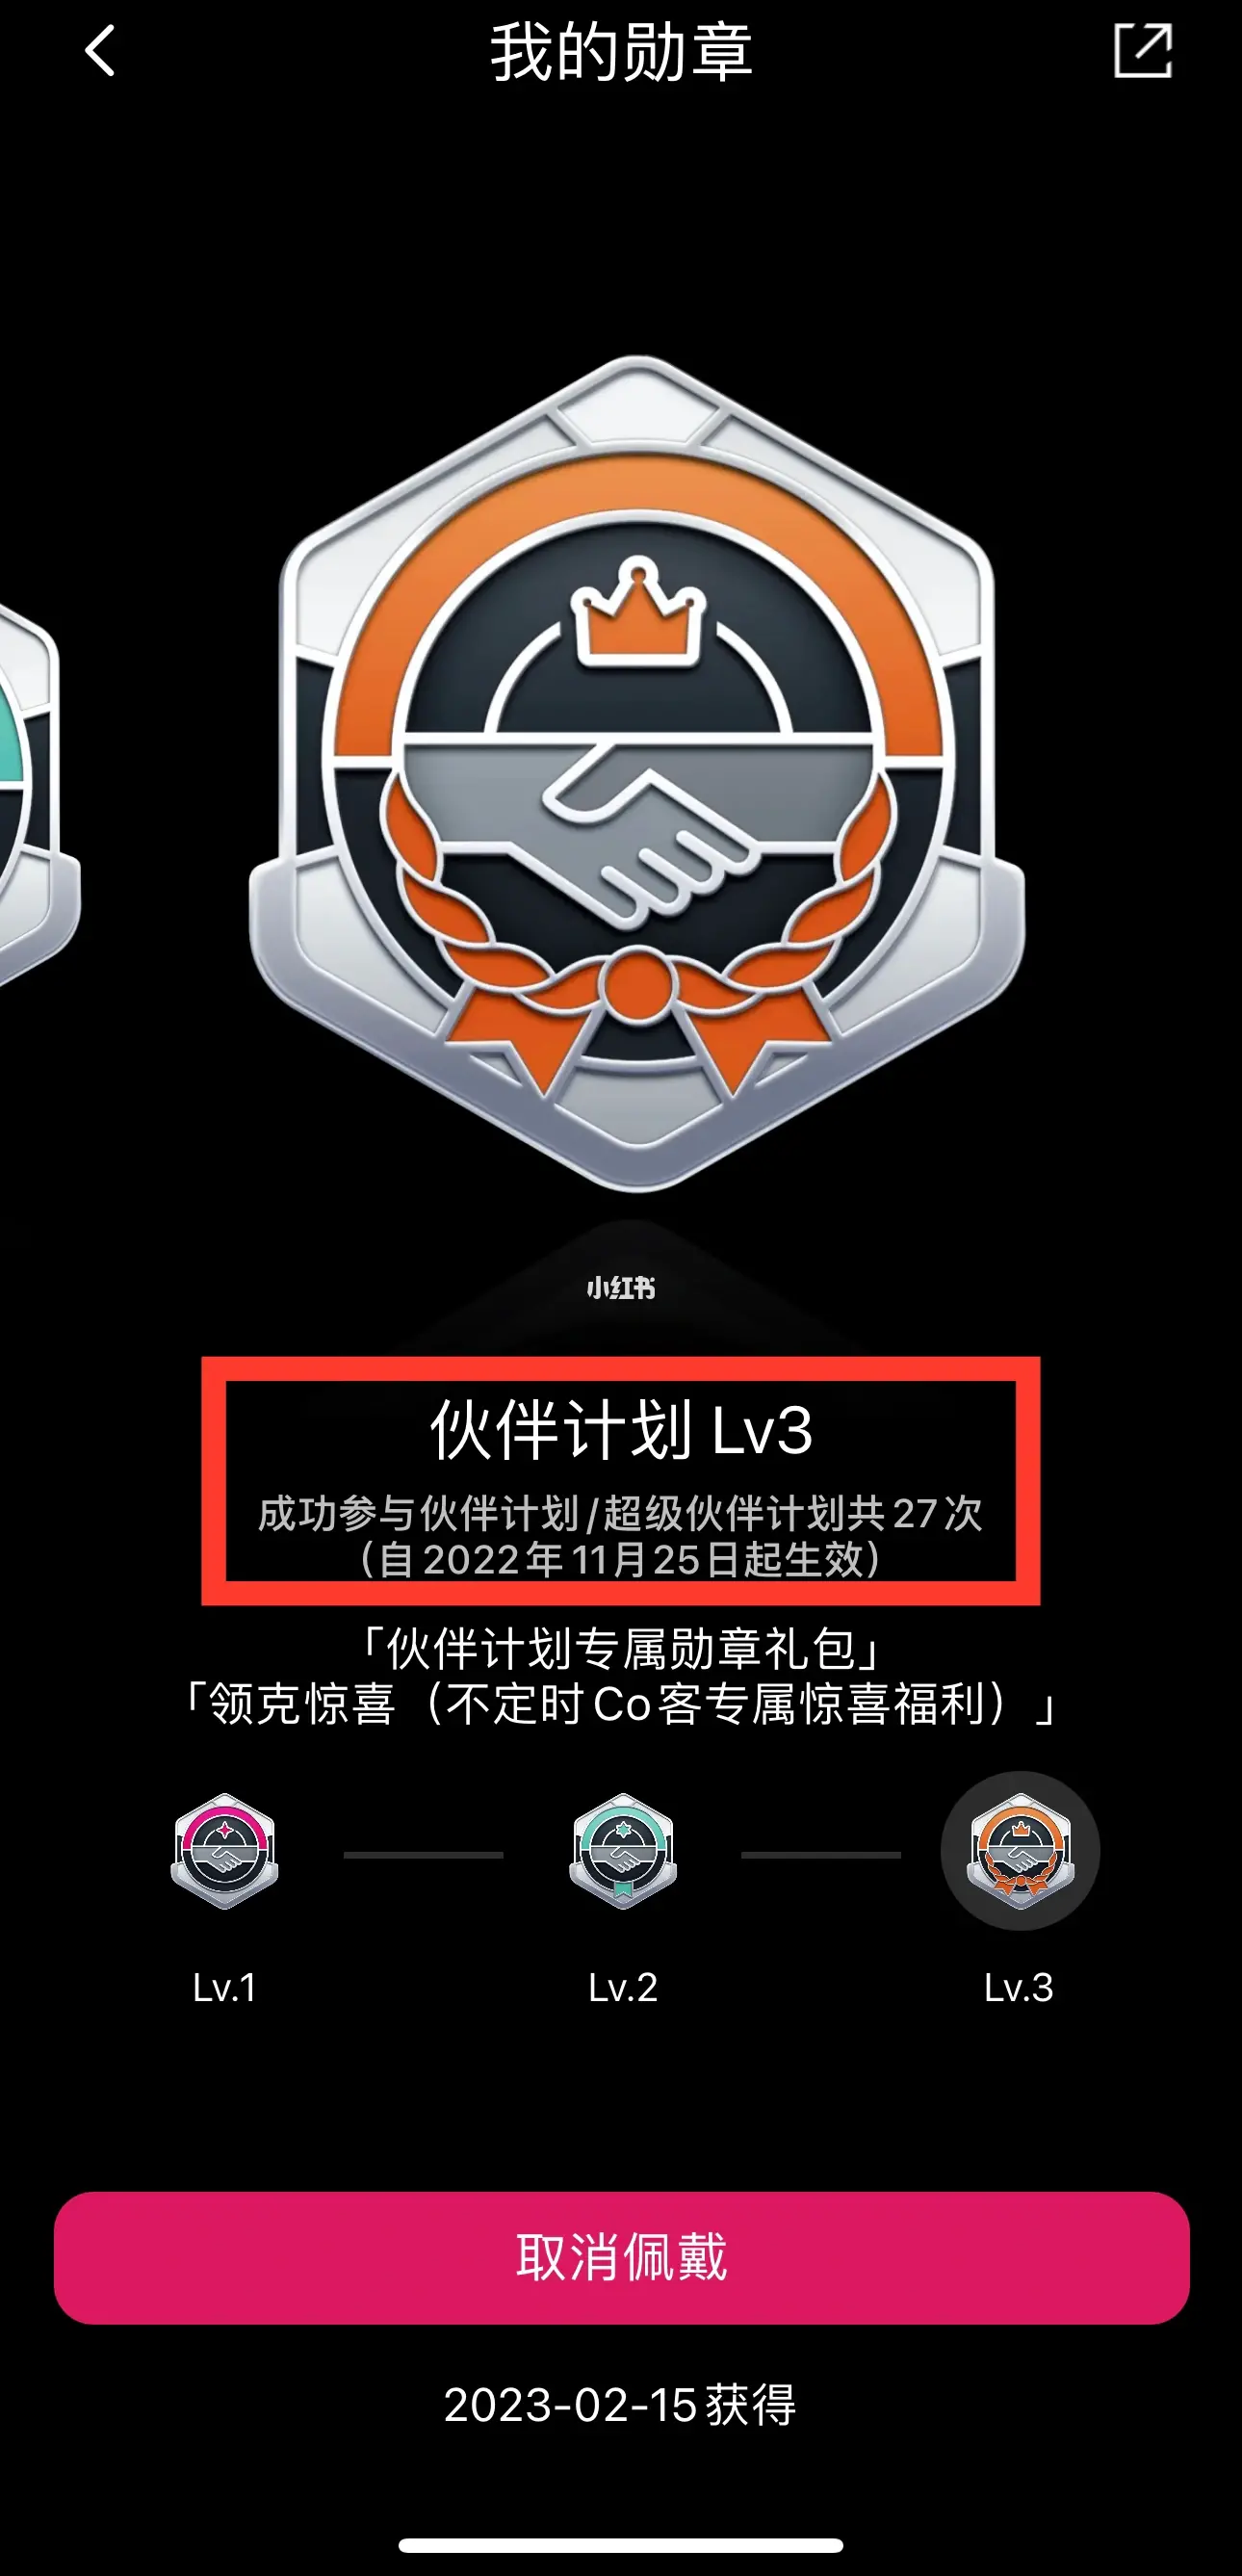 我的勋章
小红书
伙伴计划 Lv3
成功参与伙伴计划/超级伙伴计划共27次
（自2022年11月25日起生效）
「伙伴计划专属勋章礼包」
「领克惊喜（不定时Co客专属惊喜福利）」
Lv.1
Lv.2
Lv.3
取消佩戴
2023-02-15获得